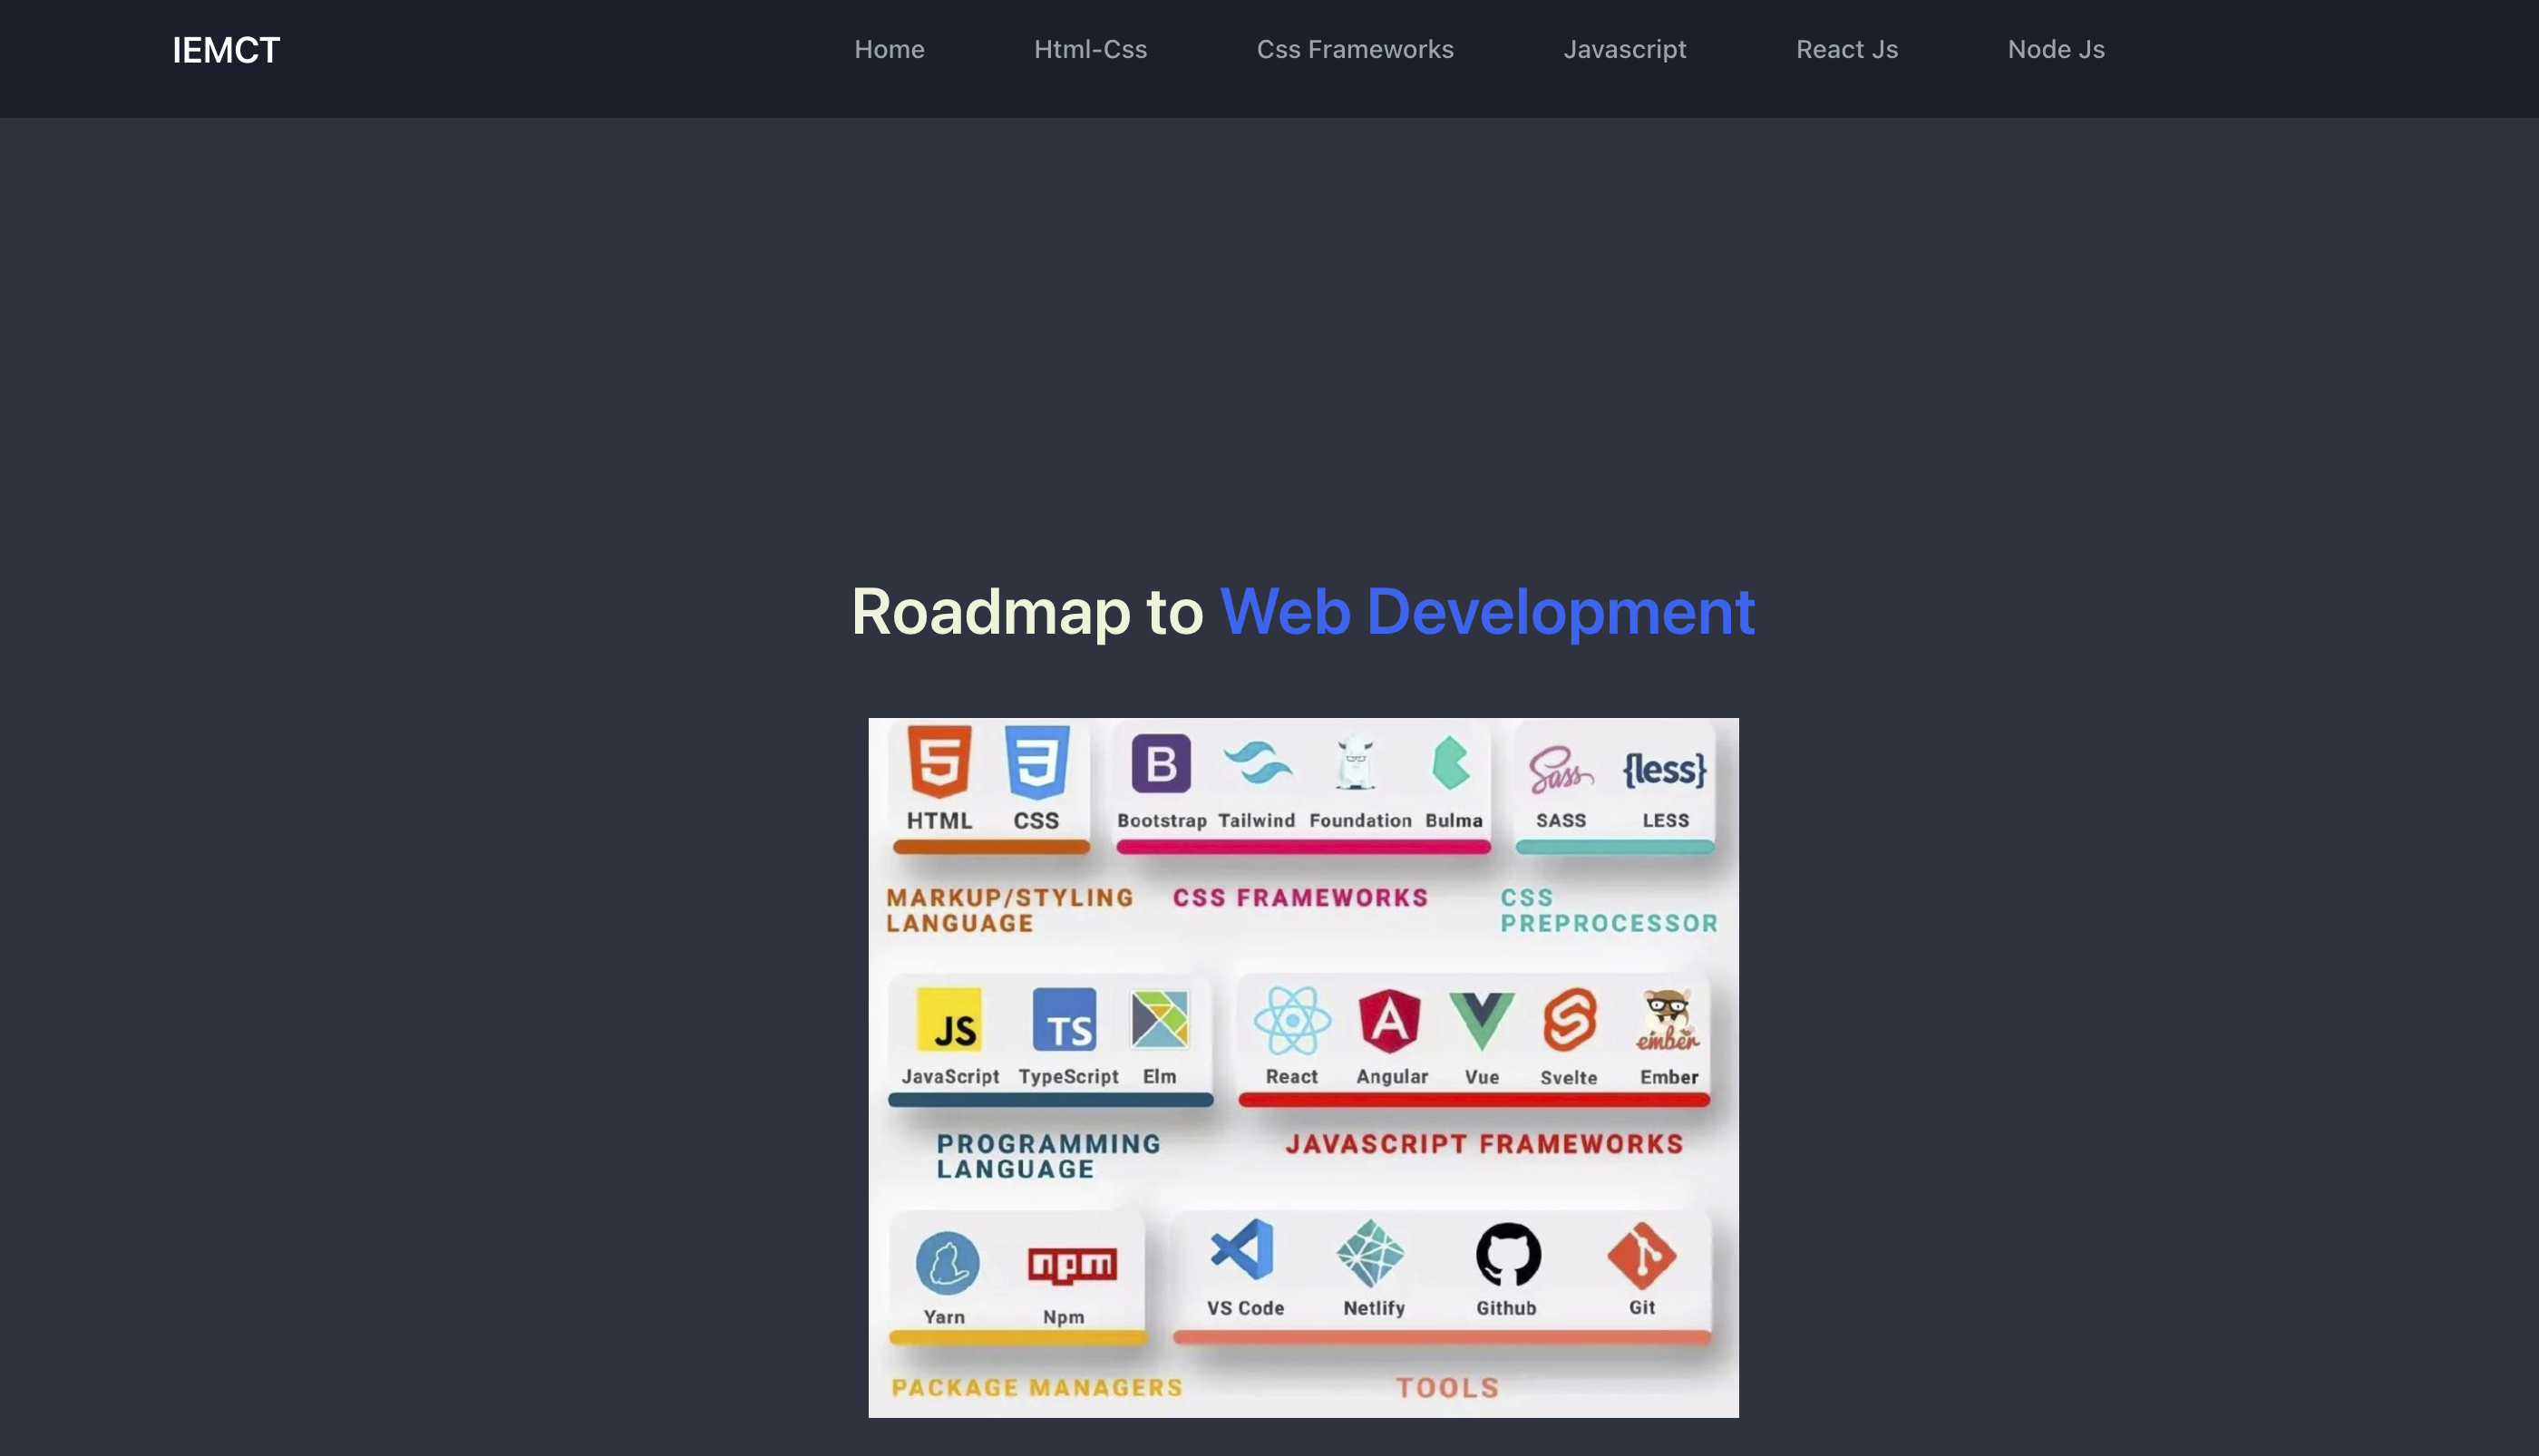 IEMCT
Home Html-Css Css Frameworks Javascript React Js Node Js
Roadmap to Web Development
B Sass {less}
HTML CSS Bootstrap Tailwind Foundation Bulma SASS LESS
MARKUP/STYLING
LANGUAGE
CSS FRAMEWORKS
CSS
PREPROCESSOR
JS TS A ember
JavaScript TypeScript Elm React Angular Vue Svelte Ember
PROGRAMMING
LANGUAGE
JAVASCRIPT FRAMEWORKS
npm
Yarn Npm VS Code Netlify Github Git
PACKAGE MANAGERS TOOLS